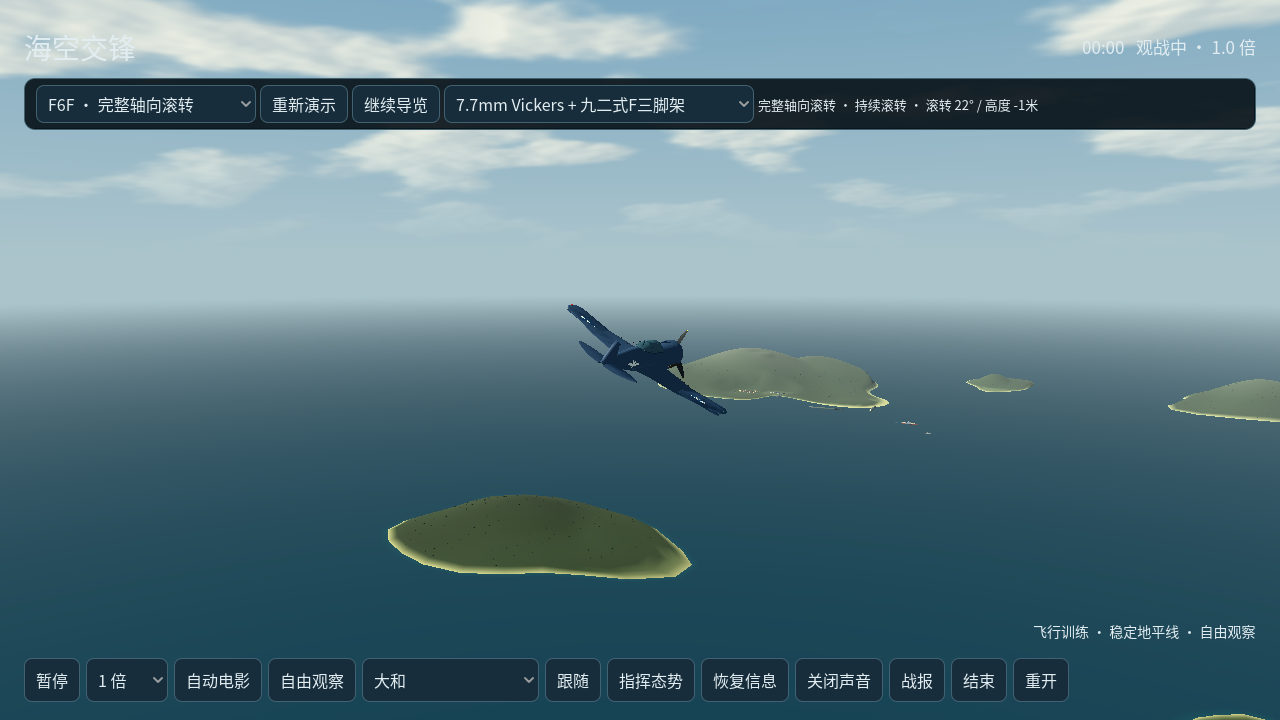 海空交锋
00:00 观战中 · 1.0 倍
F6F · 完整轴向滚转
重新演示
继续导览
7.7mm Vickers + 九二式F三脚架
完整轴向滚转 · 持续滚转 · 滚转 22° / 高度 -1米
飞行训练 · 稳定地平线 · 自由观察
暂停
1 倍
自动电影
自由观察
大和
跟随
指挥态势
恢复信息
关闭声音
战报
结束
重开